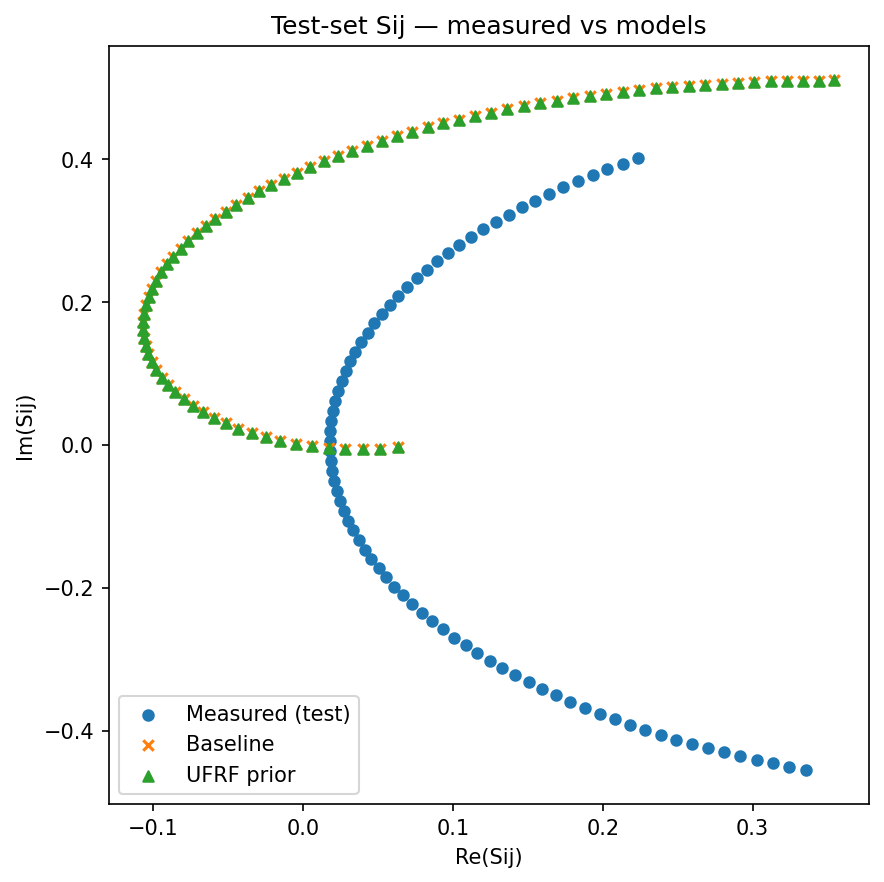 Test-set Sij — measured vs models
Im(Sij)
0.4
0.2
0.0
−0.2
−0.4
Measured (test)
Baseline
UFRF prior
−0.1
0.0
0.1
0.2
0.3
Re(Sij)